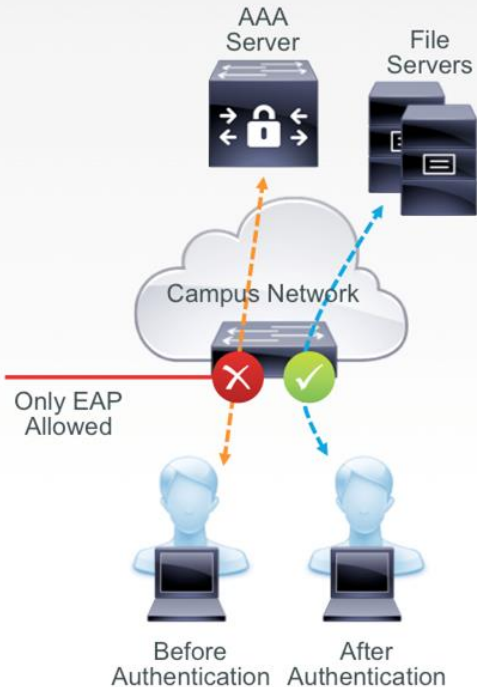 AAA
Server
File
Servers
Campus Network
Only EAP
Allowed
Before
Authentication
After
Authentication